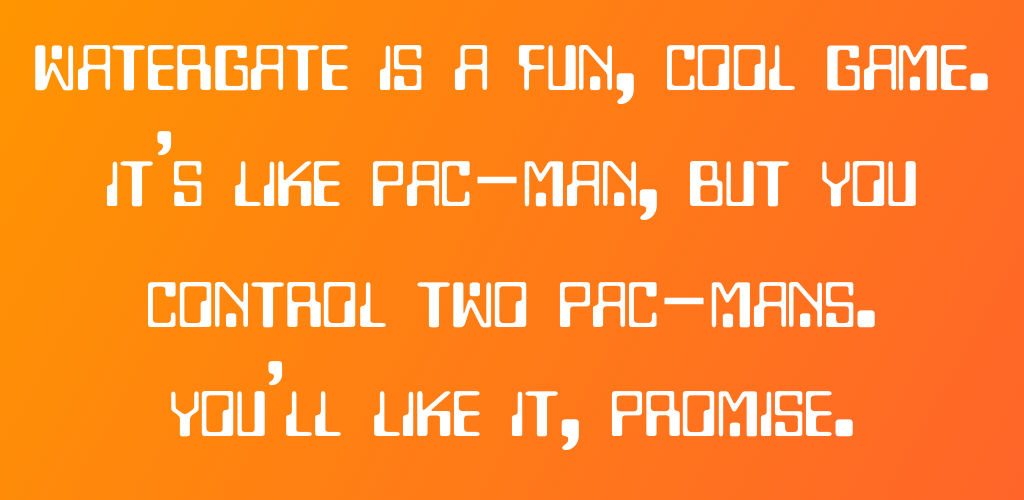 WATERGATE IS A FUN, COOL GAME.
IT'S LIKE PAC-MAN, BUT YOU
CONTROL TWO PAC-MANS.
YOU'LL LIKE IT, PROMISE.